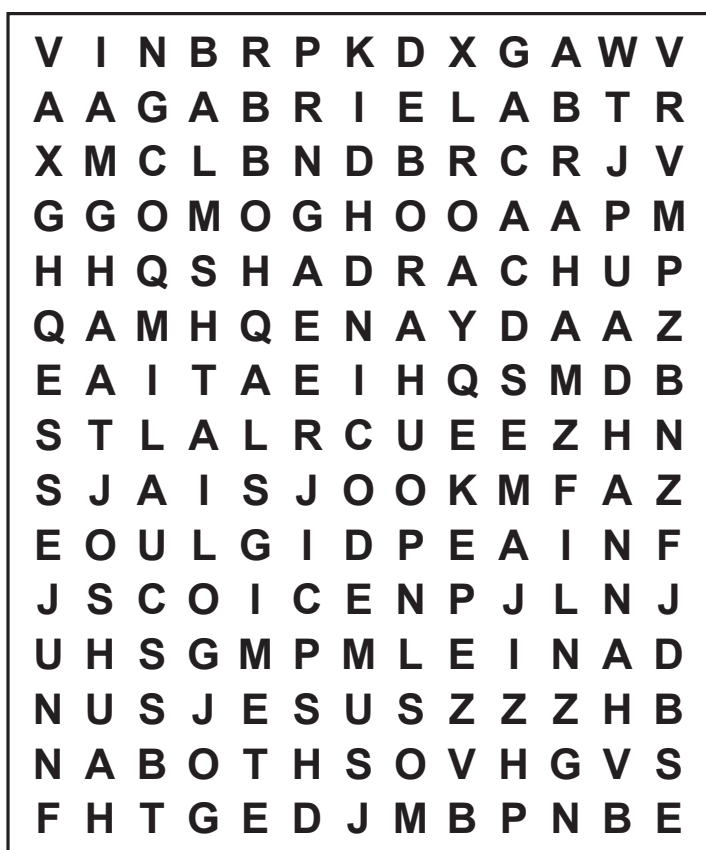 V I N B R P K D X G A W V
A A G A B R I E L A B T R
X M C L B N D B R C R J V
G G O M O G H O O A A P M
H H Q S H A D R A C H U P
Q A M H Q E N A Y D A A Z
E A I T A E I H Q S M D B
S T L A L R C U E E Z H N
S J A I S J O O K M F A Z
E O U L G I D P E A I N F
J S C O I C E N P J L N J
U H S G M P M L E I N A D
N U S J E S U S Z Z Z H B
N A B O T H S O V H G V S
F H T G E D J M B P N B E